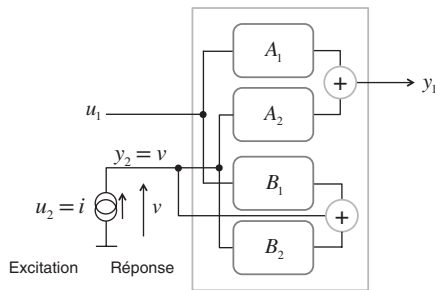 A₁
+
y₁
u₁
A₂
y₂ = v
B₁
u₂ = i
v
+
B₂
Excitation
Réponse